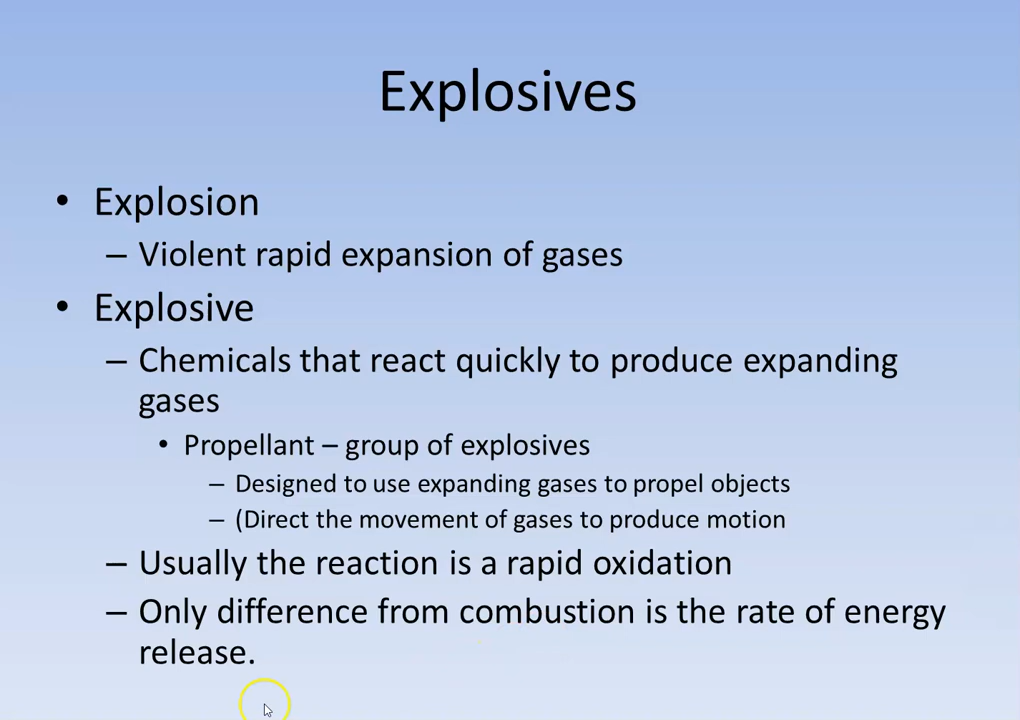 Explosives
• Explosion
– Violent rapid expansion of gases
• Explosive
– Chemicals that react quickly to produce expanding
gases
• Propellant – group of explosives
– Designed to use expanding gases to propel objects
– (Direct the movement of gases to produce motion
– Usually the reaction is a rapid oxidation
– Only difference from combustion is the rate of energy
release.